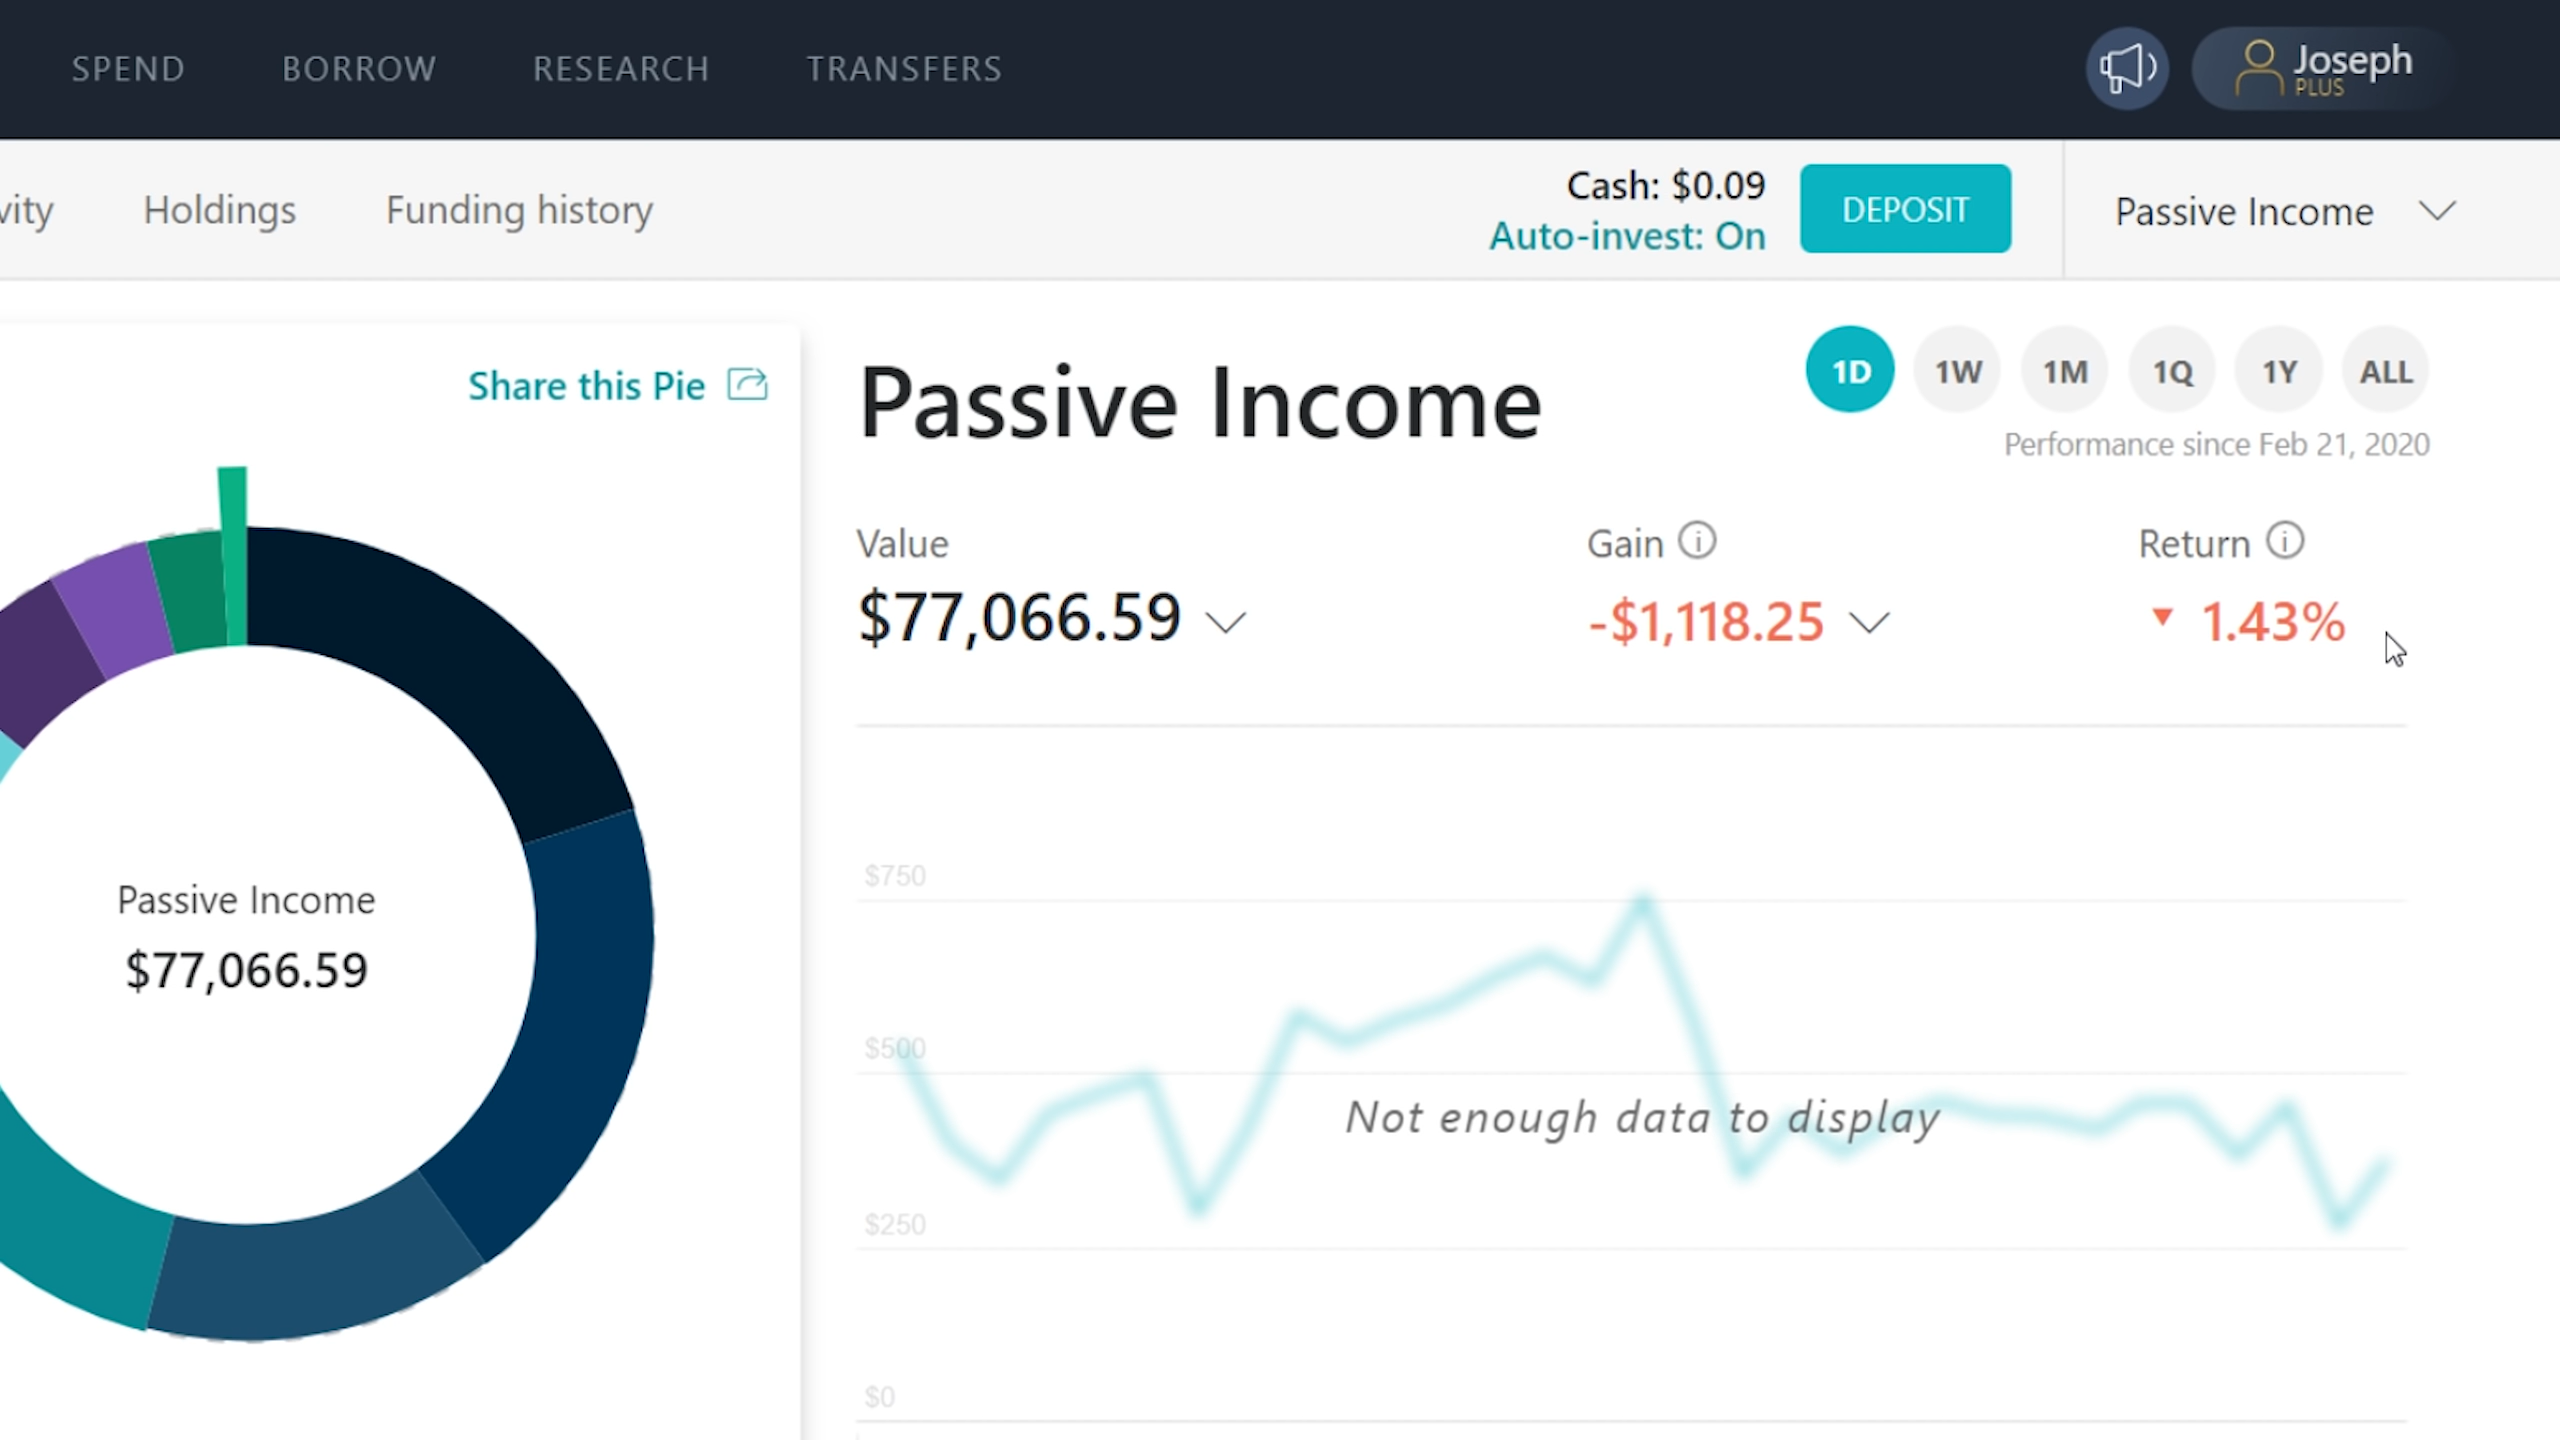 SPEND BORROW RESEARCH TRANSFERS
Joseph
PLUS
vity Holdings Funding history
Cash: $0.09
Auto-invest: On
DEPOSIT
Passive Income
Share this Pie
Passive Income
$77,066.59
Passive Income
1D 1W 1M 1Q 1Y ALL
Performance since Feb 21, 2020
Value
$77,066.59
Gain
-$1,118.25
Return
▼ 1.43%
$750
$500
Not enough data to display
$250
$0